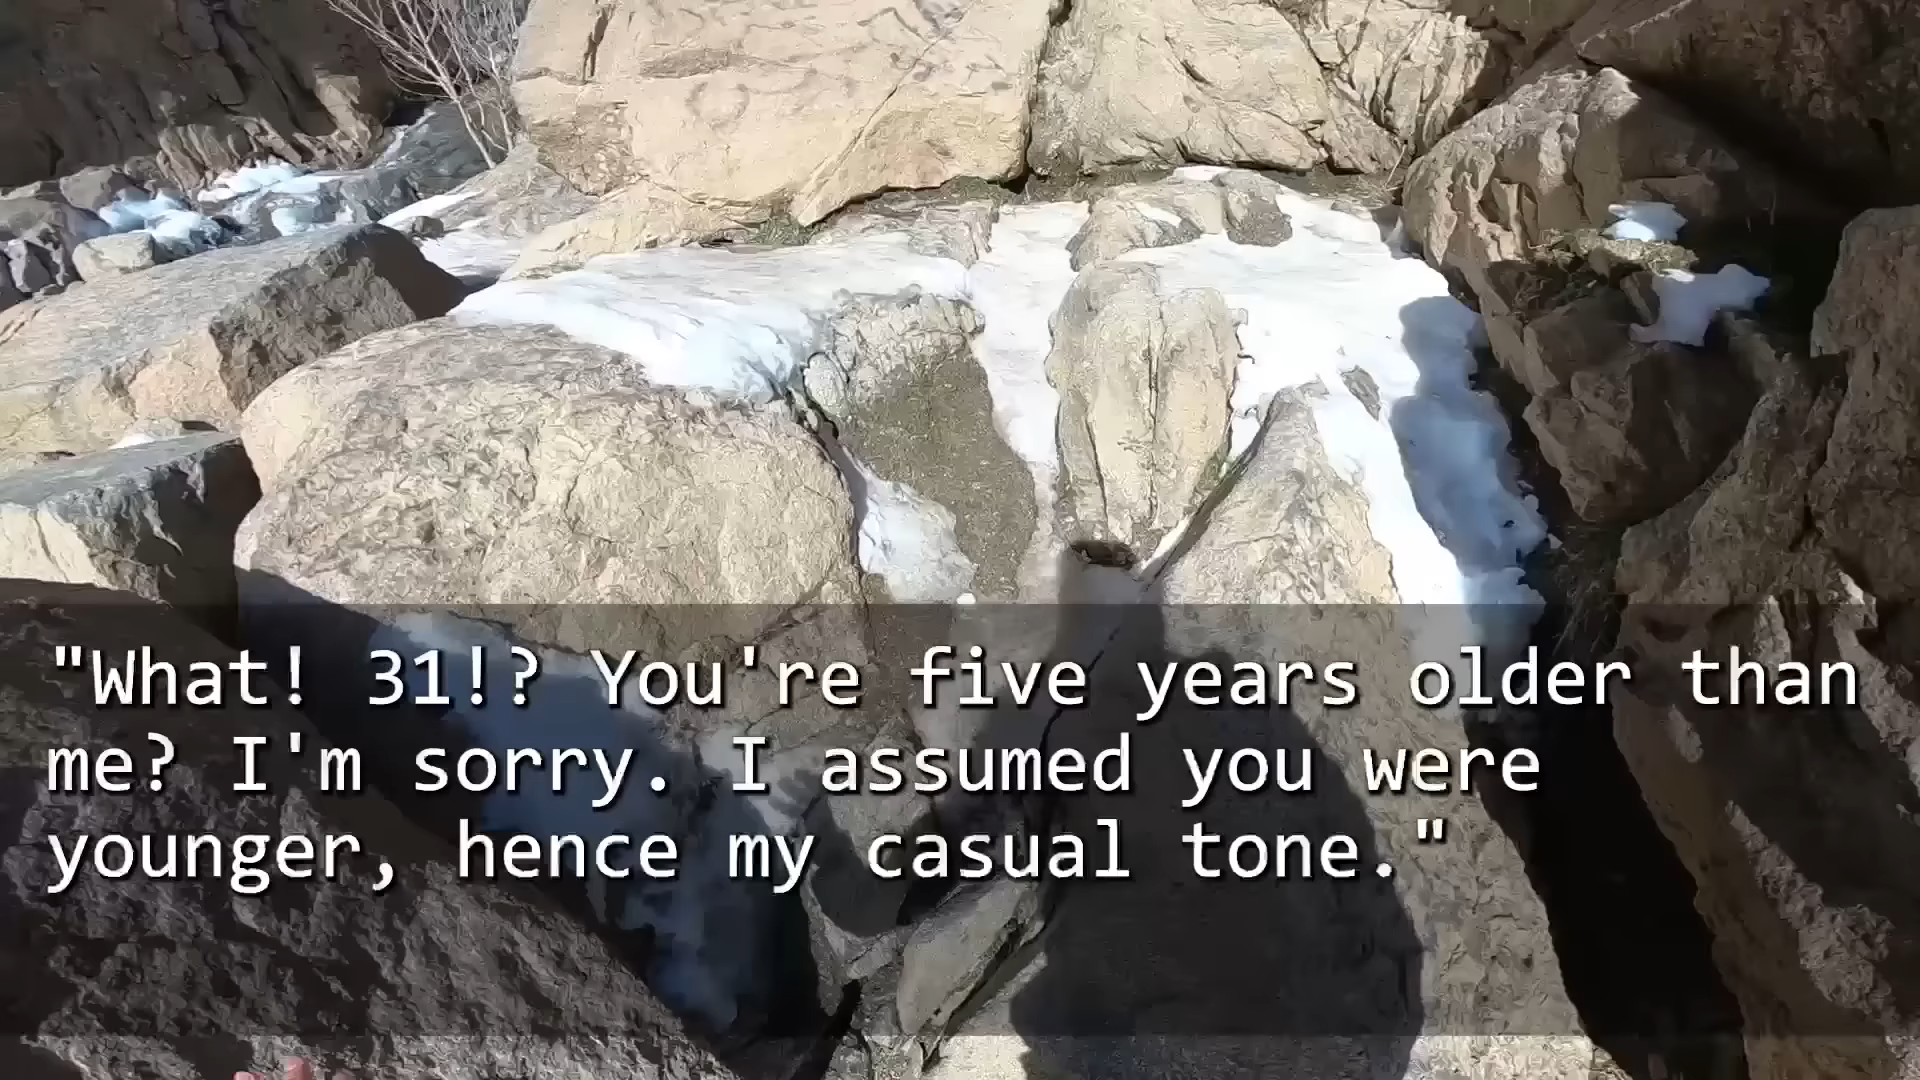 "What! 31!? You're five years older than
me? I'm sorry. I assumed you were
younger, hence my casual tone."